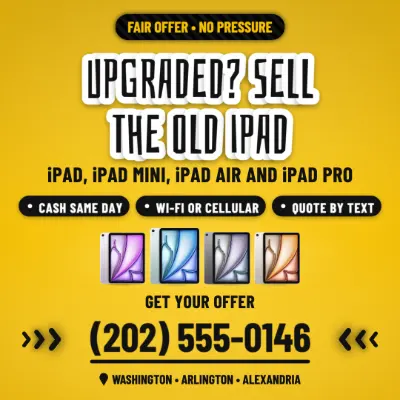 FAIR OFFER • NO PRESSURE
UPGRADED? SELL
THE OLD IPAD
iPAD, iPAD MINI, iPAD AIR AND iPAD PRO
• CASH SAME DAY
• WI-FI OR CELLULAR
• QUOTE BY TEXT
GET YOUR OFFER
(202) 555-0146
WASHINGTON • ARLINGTON • ALEXANDRIA